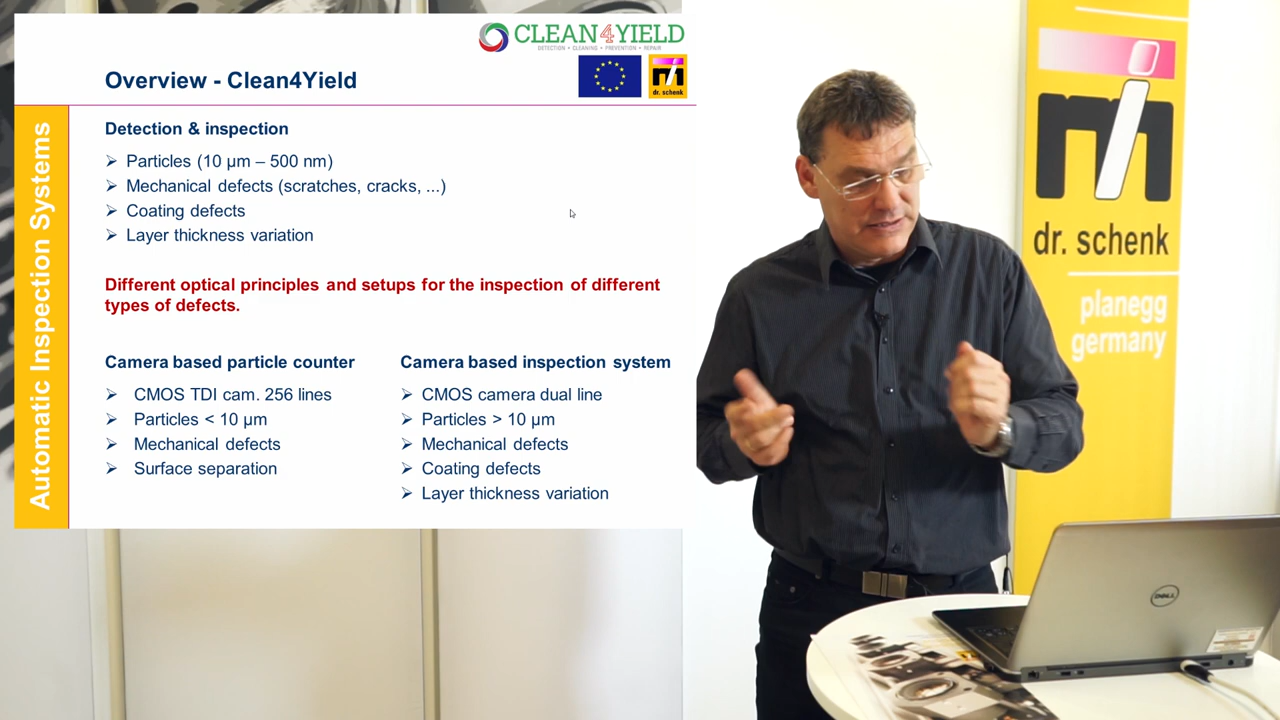 CLEAN4YIELD
DETECTION • CLEANING • PREVENTION • REPAIR
Overview - Clean4Yield
dr. schenk
Automatic Inspection Systems
Detection & inspection
Particles (10 µm – 500 nm)
Mechanical defects (scratches, cracks, ...)
Coating defects
Layer thickness variation
Different optical principles and setups for the inspection of different
types of defects.
Camera based particle counter
CMOS TDI cam. 256 lines
Particles < 10 µm
Mechanical defects
Surface separation
Camera based inspection system
CMOS camera dual line
Particles > 10 µm
Mechanical defects
Coating defects
Layer thickness variation
dr. schenk
planegg
germany
DELL